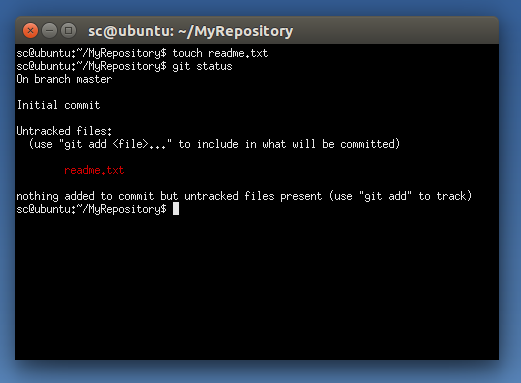 sc@ubuntu: ~/MyRepository
sc@ubuntu:~/MyRepository$ touch readme.txt
sc@ubuntu:~/MyRepository$ git status
On branch master
Initial commit
Untracked files:
(use "git add <file>..." to include in what will be committed)
readme.txt
nothing added to commit but untracked files present (use "git add" to track)
sc@ubuntu:~/MyRepository$